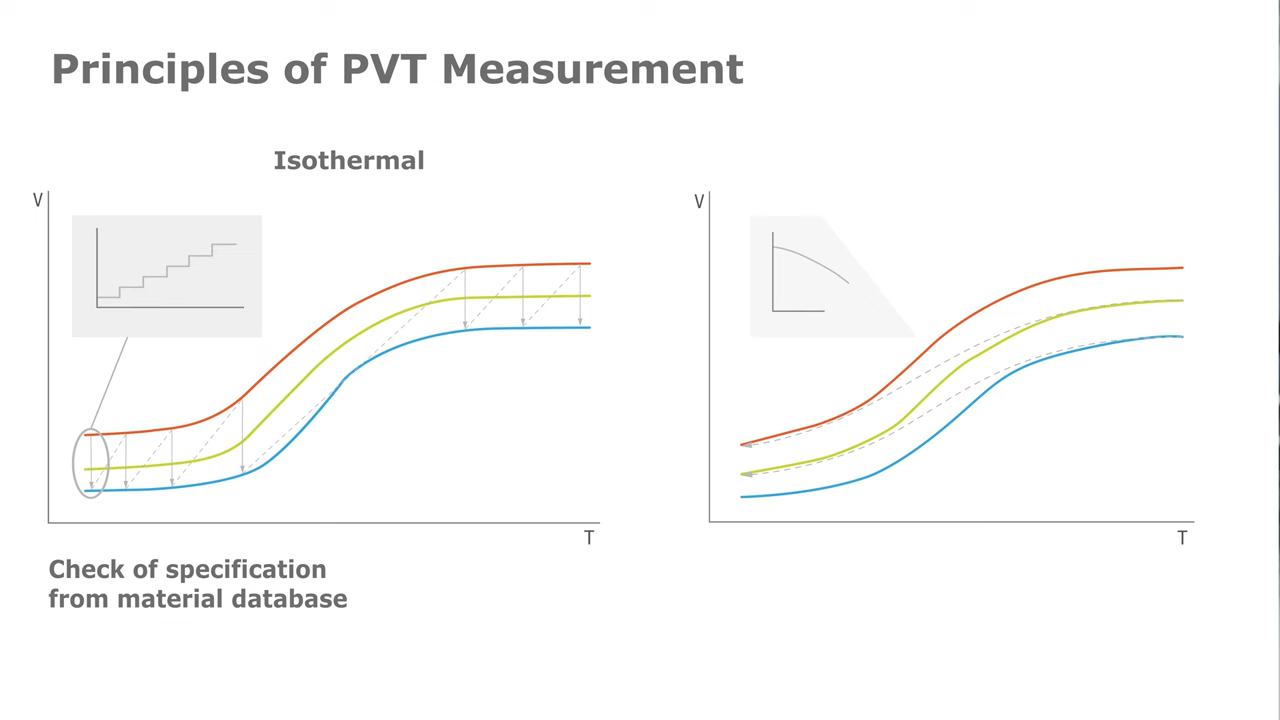 Principles of PVT Measurement
Isothermal
V
T
V
T
Check of specification
from material database